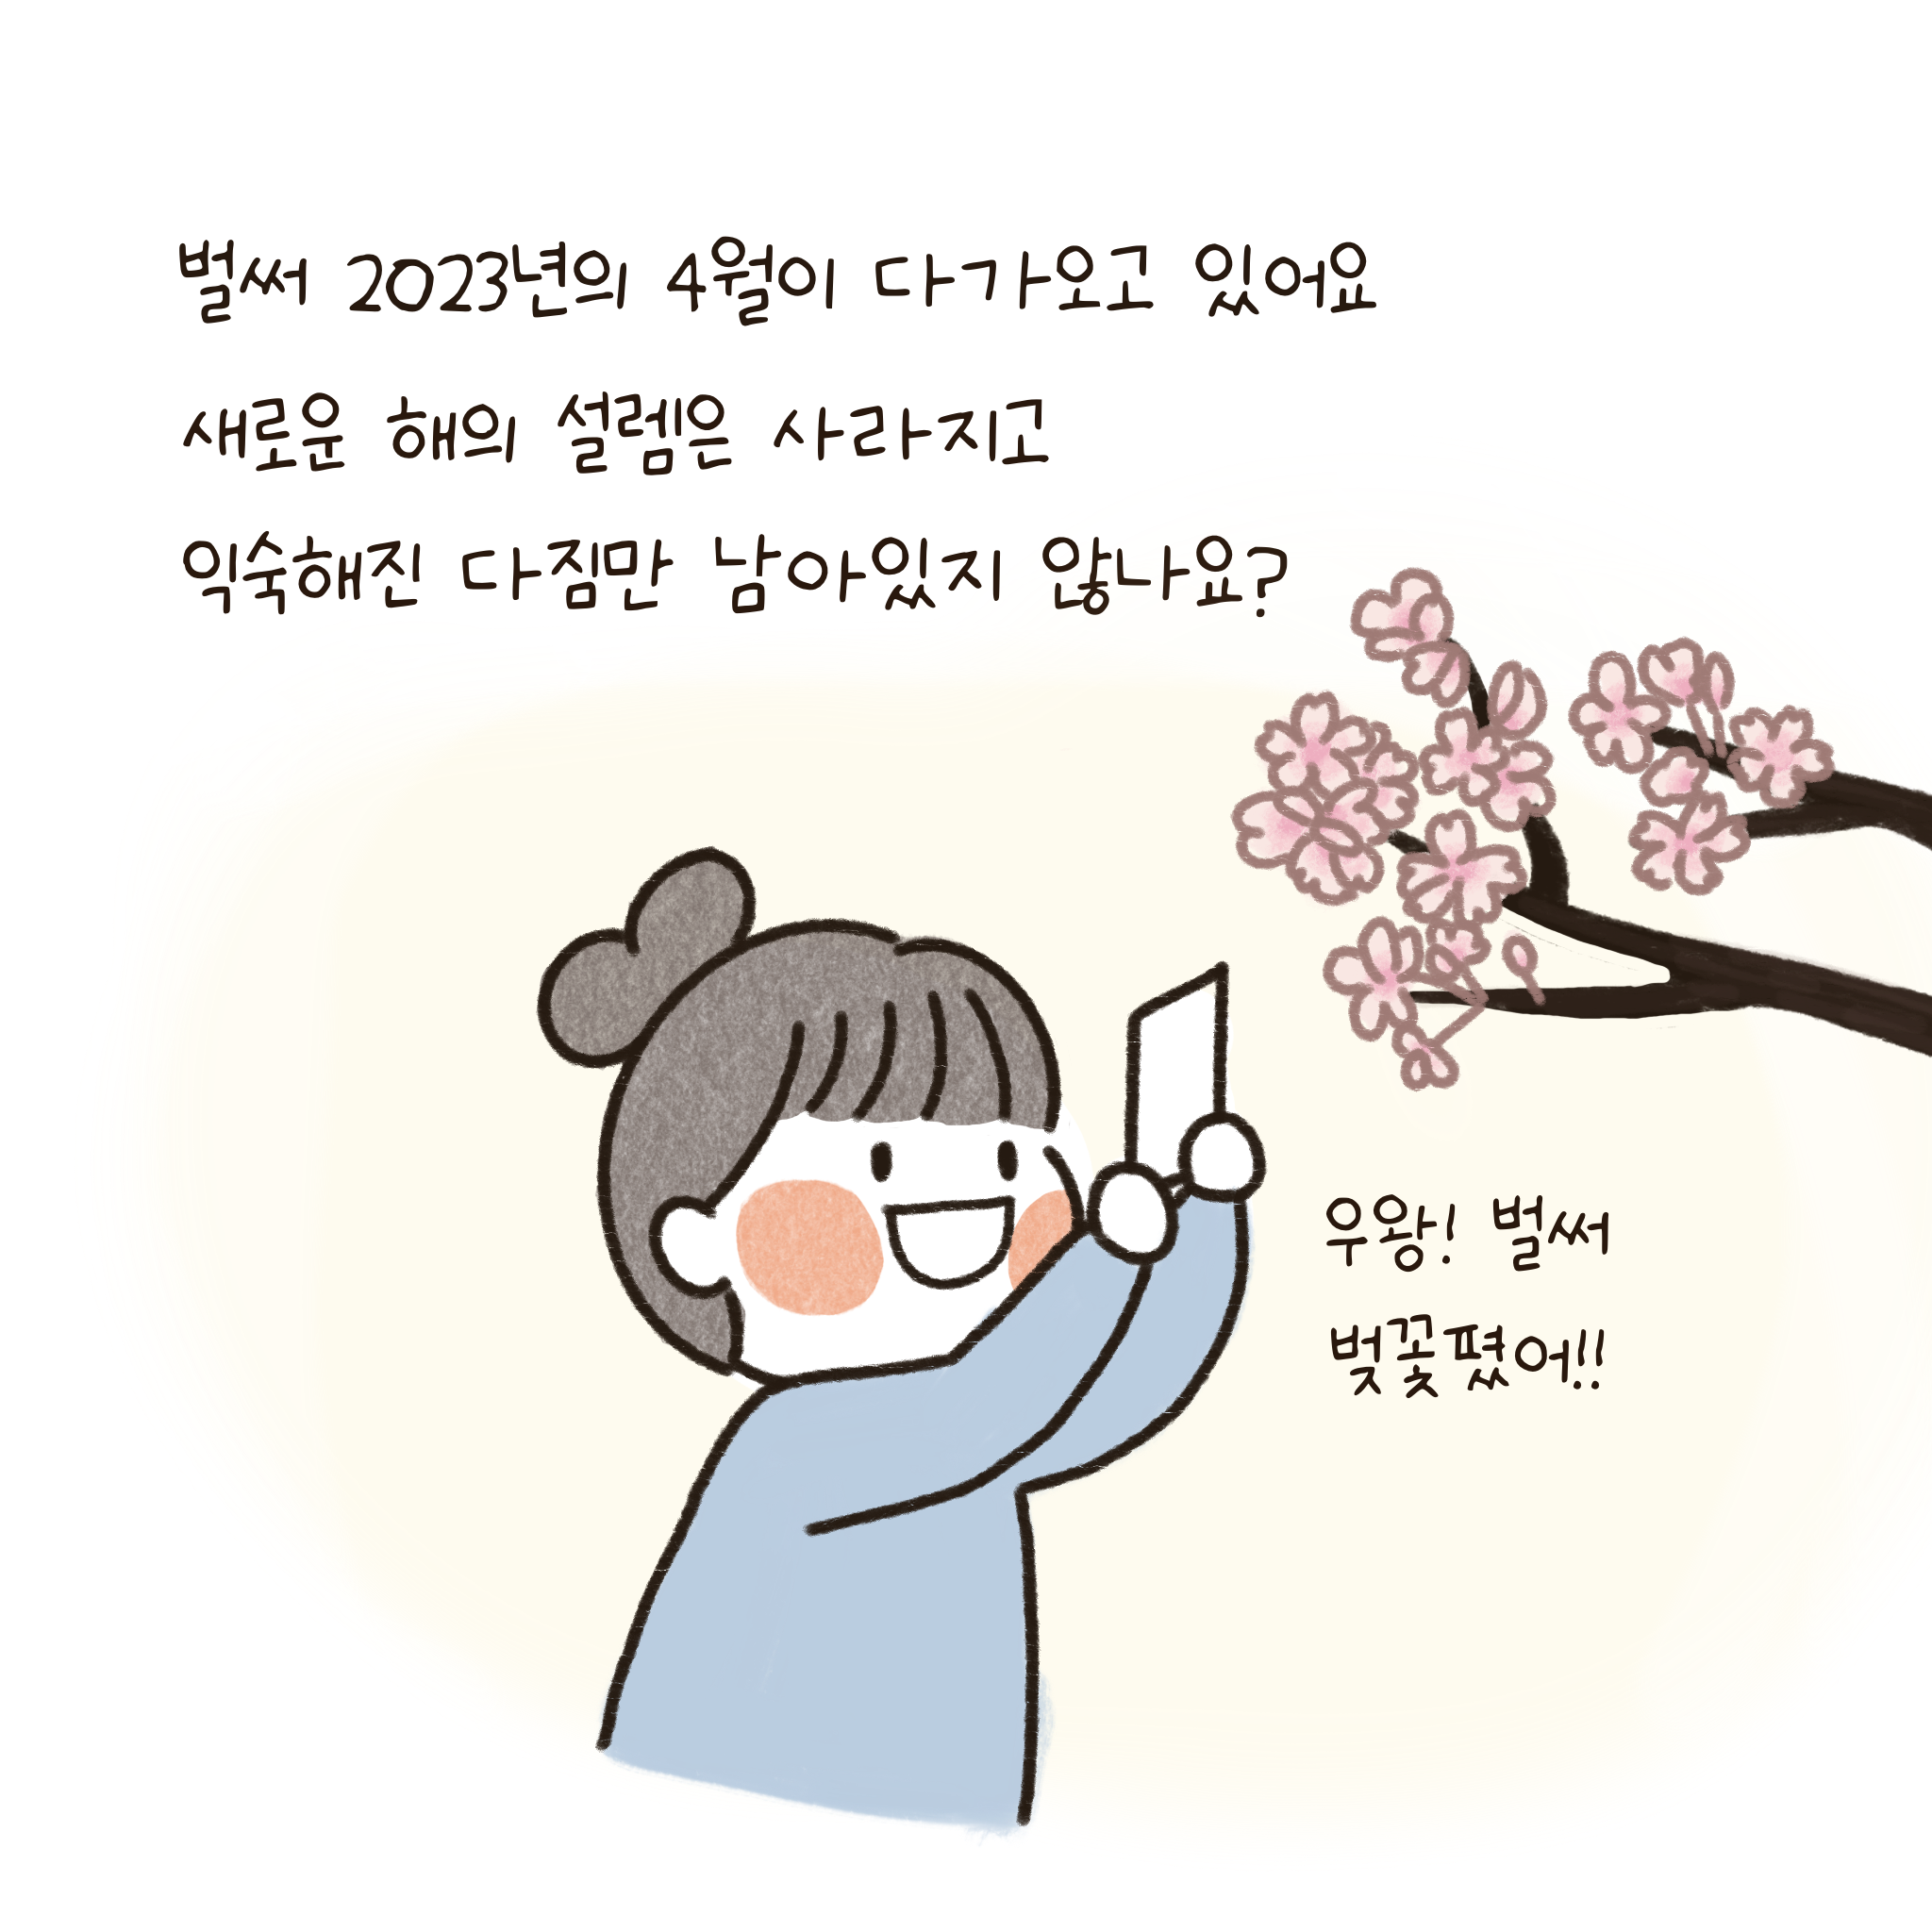 벌써 2023년의 4월이 다가오고 있어요
새로운 해의 설렘은 사라지고
익숙해진 다짐만 남아있지 않나요?
우왕! 벌써
벚꽃폈어!!